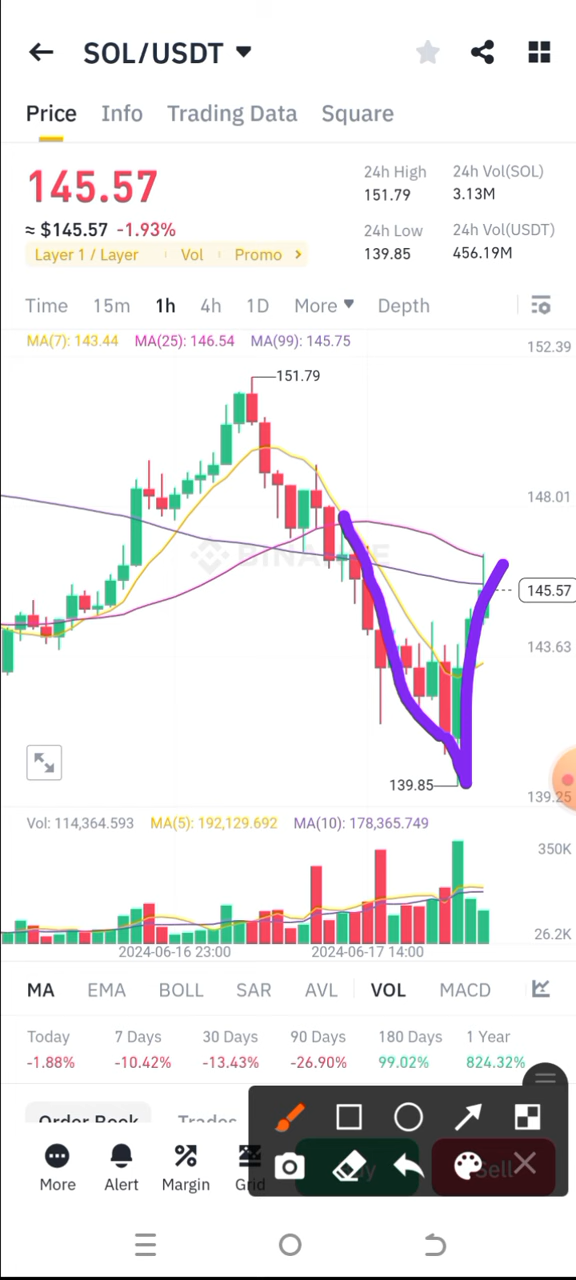 SOL/USDT
Price Info Trading Data Square
145.57
≈ $145.57 -1.93%
Layer 1 / Layer Vol Promo
24h High 24h Vol(SOL)
151.79 3.13M
24h Low 24h Vol(USDT)
139.85 456.19M
Time 15m 1h 4h 1D More Depth
MA(7): 143.44 MA(25): 146.54 MA(99): 145.75
152.39
151.79
148.01
BINANCE
145.57
143.63
139.85
139.25
Vol: 114,364.593 MA(5): 192,129.692 MA(10): 178,365.749
350K
26.2K
2024-06-16 23:00 2024-06-17 14:00
MA EMA BOLL SAR AVL VOL MACD
Today 7 Days 30 Days 90 Days 180 Days 1 Year
-1.88% -10.42% -13.43% -26.90% 99.02% 824.32%
Order Book Trades
More Alert Margin Grid Sell